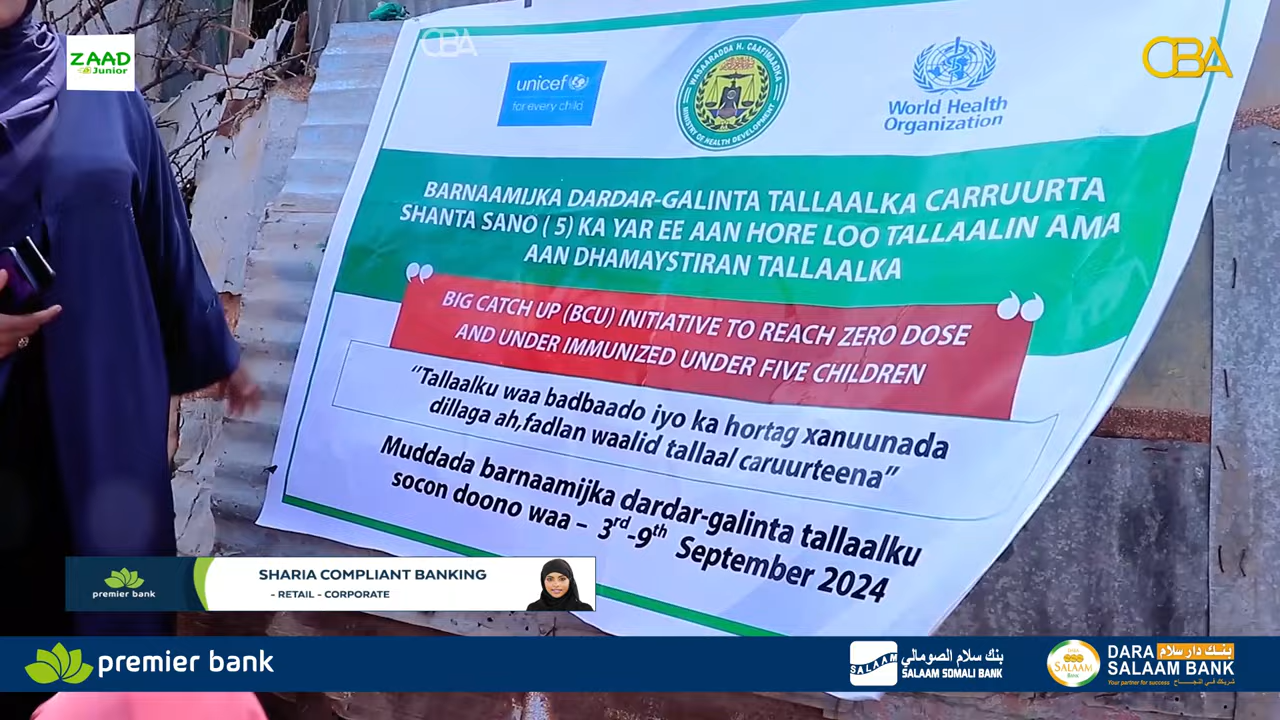 ZAAD
Junior
CBA
CBA
unicef
for every child
WASAARADDA H. CAAFIMAADKA
MINISTRY OF HEALTH DEVELOPMENT
World Health
Organization
BARNAAMIJKA DARDAR-GALINTA TALLAALKA CARRUURTA
SHANTA SANO ( 5) KA YAR EE AAN HORE LOO TALLAALIN AMA
AAN DHAMAYSTIRAN TALLAALKA
BIG CATCH UP (BCU) INITIATIVE TO REACH ZERO DOSE
AND UNDER IMMUNIZED UNDER FIVE CHILDREN
“Tallaalku waa badbaado iyo ka hortag xanuunada
dillaga ah,fadlan waalid tallaal caruurteena”
Muddada barnaamijka dardar-galinta tallaalku
socon doono waa – 3rd-9th September 2024
premier bank
SHARIA COMPLIANT BANKING
- RETAIL - CORPORATE
premier bank
SALAAM
بنك سلام الصومالي
SALAAM SOMALI BANK
SALAAM
DARA بنك دار سلام
SALAAM BANK
Your partner for success شريكك في النجاح